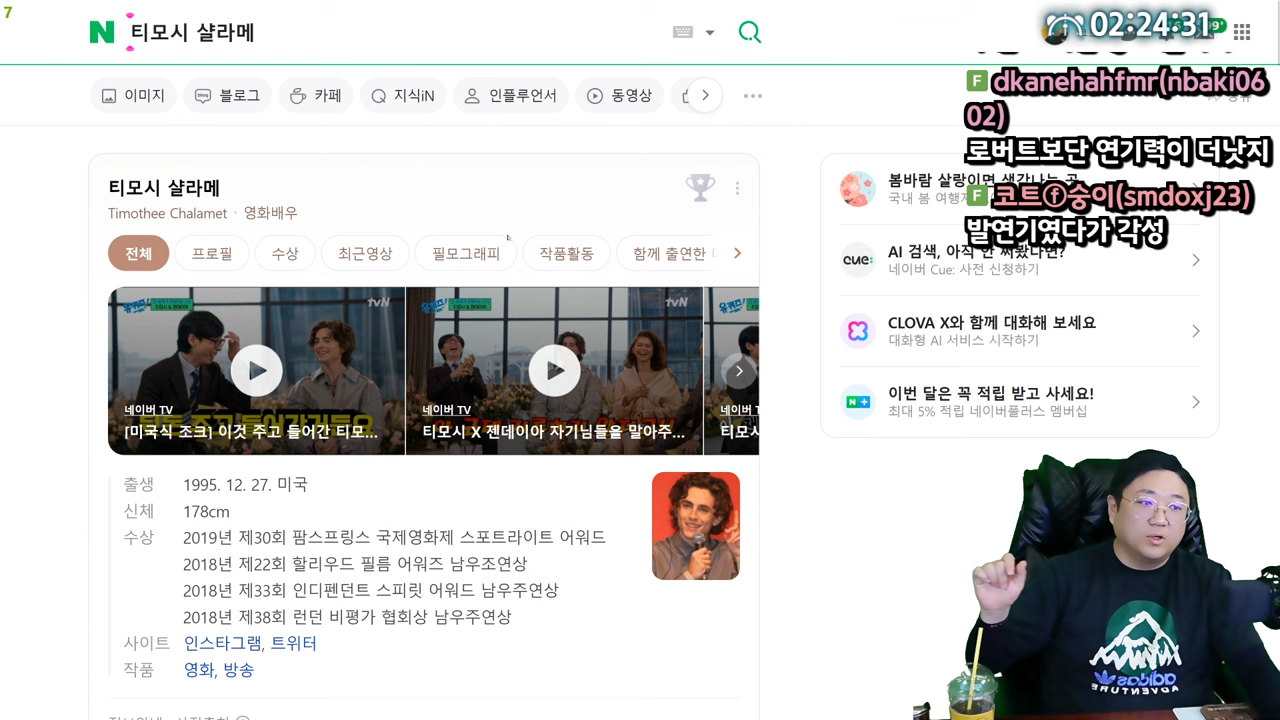 7
N 티모시 샬라메
02:24:31
이미지
블로그
카페
지식iN
인플루언서
동영상
F dkanehahfmr(nbaki06
02)
로버트보단 연기력이 더낫지
F 코트ⓕ숭이(smdoxj23)
발연기였다가 각성
티모시 샬라메
Timothee Chalamet · 영화배우
전체
프로필
수상
최근영상
필모그래피
작품활동
함께 출연한
tvN
네이버 TV
[미국식 조크] 이것 주고 들어간 티모...
tvN
네이버 TV
티모시 X 젠데이아 자기님들을 말아주...
네이버
티모시
출생 1995. 12. 27. 미국
신체 178cm
수상 2019년 제30회 팜스프링스 국제영화제 스포트라이트 어워드
2018년 제22회 할리우드 필름 어워즈 남우조연상
2018년 제33회 인디펜던트 스피릿 어워드 남우주연상
2018년 제38회 런던 비평가 협회상 남우주연상
사이트 인스타그램, 트위터
작품 영화, 방송
봄바람 살랑이면 생각나는 곳
국내 봄
cue:
AI 검색, 아직 안 써봤다면?
네이버 Cue: 사전 신청하기
CLOVA X와 함께 대화해 보세요
대화형 AI 서비스 시작하기
N+
이번 달은 꼭 적립 받고 사세요!
최대 5% 적립 네이버플러스 멤버십
adidas
ADVENTURE